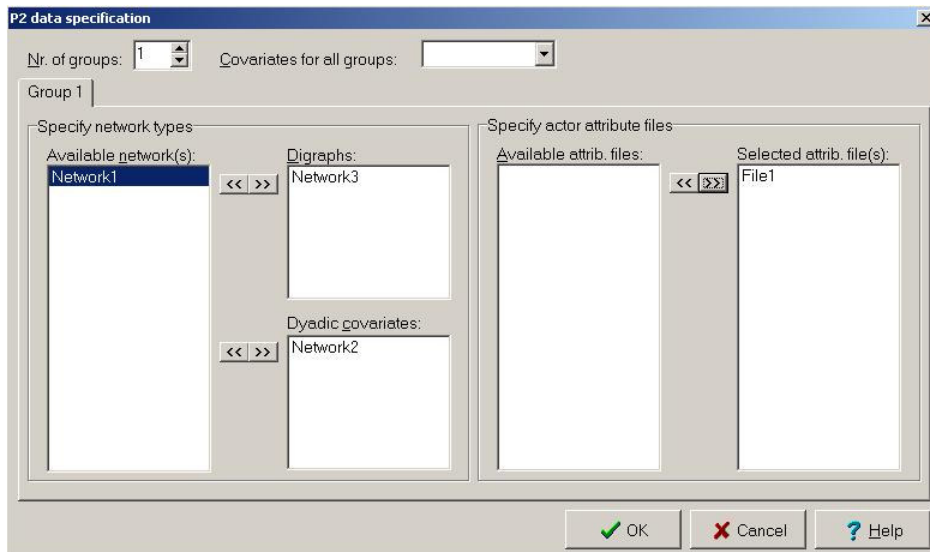 P2 data specification
Nr. of groups: 1 Covariates for all groups:
Group 1
Specify network types
Available network(s):
Network1
<< >>
Digraphs:
Network3
<< >>
Dyadic covariates:
Network2
Specify actor attribute files
Available attrib. files:
<< >>
Selected attrib. file(s):
File1
OK Cancel ? Help